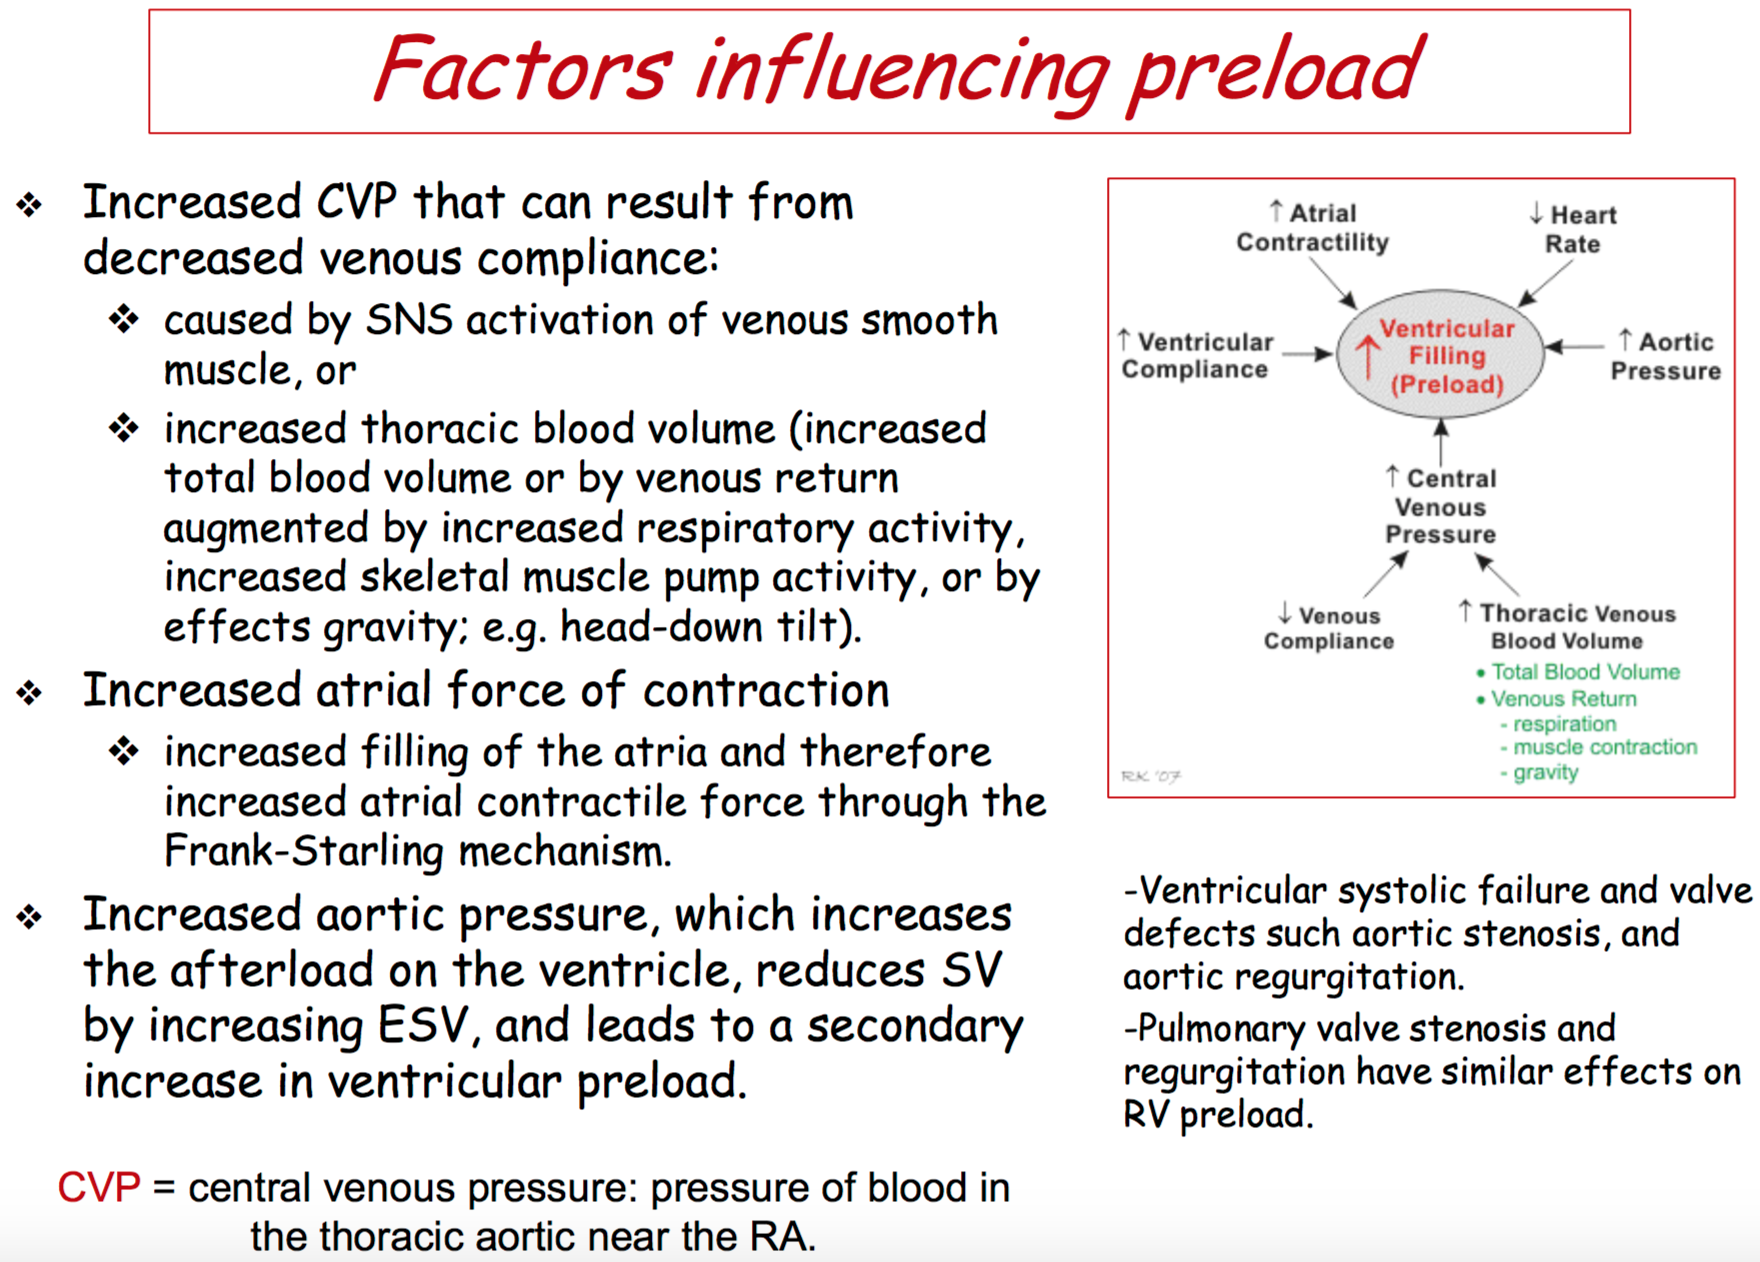 Factors influencing preload
❖ Increased CVP that can result from
decreased venous compliance:
❖ caused by SNS activation of venous smooth
muscle, or
❖ increased thoracic blood volume (increased
total blood volume or by venous return
augmented by increased respiratory activity,
increased skeletal muscle pump activity, or by
effects gravity; e.g. head-down tilt).
❖ Increased atrial force of contraction
❖ increased filling of the atria and therefore
increased atrial contractile force through the
Frank-Starling mechanism.
❖ Increased aortic pressure, which increases
the afterload on the ventricle, reduces SV
by increasing ESV, and leads to a secondary
increase in ventricular preload.
CVP = central venous pressure: pressure of blood in
the thoracic aortic near the RA.
↑ Atrial
Contractility
↓ Heart
Rate
↑ Ventricular
Compliance
↑ Ventricular
Filling
(Preload)
↑ Aortic
Pressure
↑ Central
Venous
Pressure
↓ Venous
Compliance
↑ Thoracic Venous
Blood Volume
• Total Blood Volume
• Venous Return
- respiration
- muscle contraction
- gravity
RK '07
-Ventricular systolic failure and valve
defects such aortic stenosis, and
aortic regurgitation.
-Pulmonary valve stenosis and
regurgitation have similar effects on
RV preload.